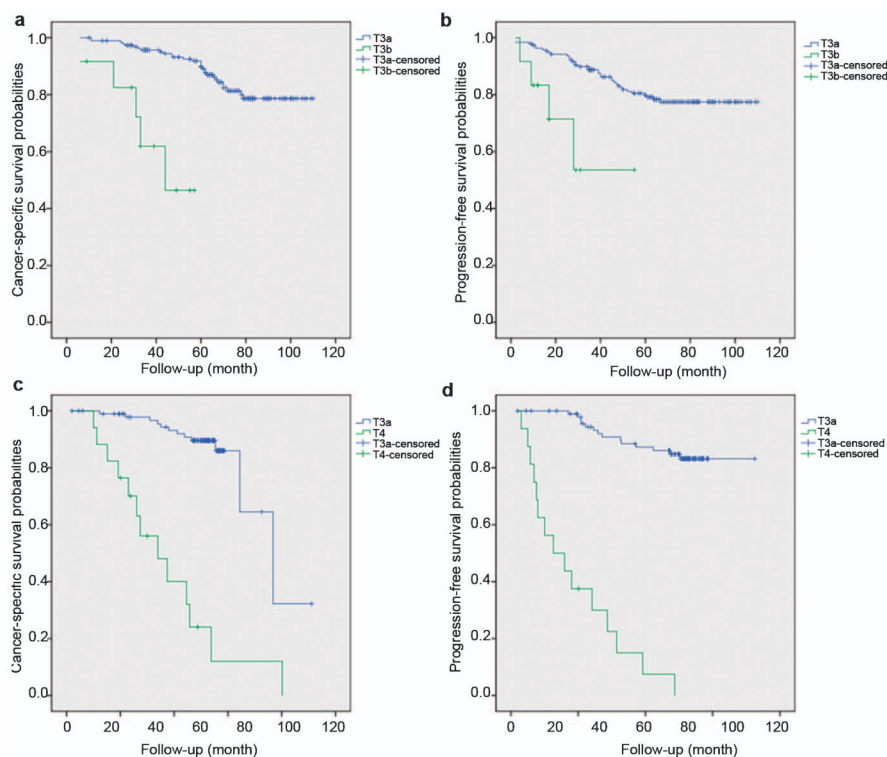 a
Cancer-specific survival probabilities
1.0
0.8
0.6
0.4
0.2
0.0
0 20 40 60 80 100 120
Follow-up (month)
T3a
T3b
T3a-censored
T3b-censored
b
Progression-free survival probabilities
1.0
0.8
0.6
0.4
0.2
0.0
0 20 40 60 80 100 120
Follow-up (month)
T3a
T3b
T3a-censored
T3b-censored
c
Cancer-specific survival probabilities
1.0
0.8
0.6
0.4
0.2
0.0
0 20 40 60 80 100 120
Follow-up (month)
T3a
T4
T3a-censored
T4-censored
d
Progression-free survival probabilities
1.0
0.8
0.6
0.4
0.2
0.0
0 20 40 60 80 100 120
Follow-up (month)
T3a
T4
T3a-censored
T4-censored